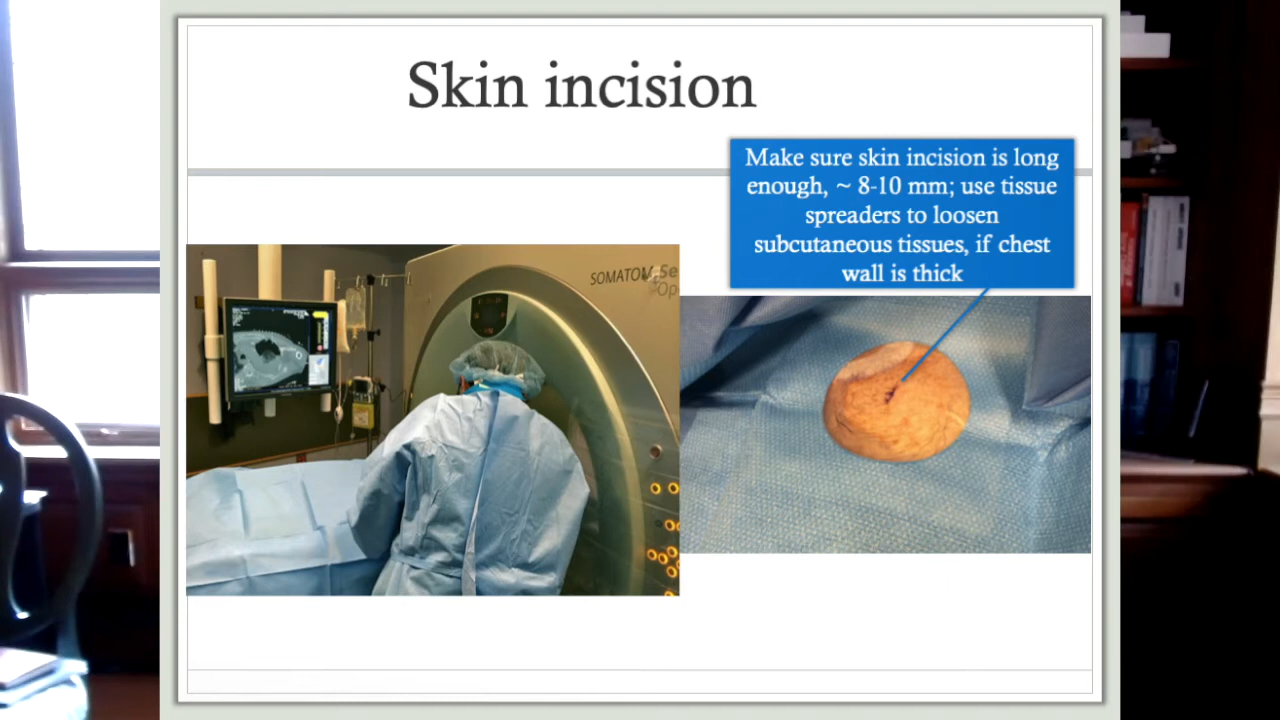 Skin incision
Make sure skin incision is long
enough, ~ 8-10 mm; use tissue
spreaders to loosen
subcutaneous tissues, if chest
wall is thick
SOMATOM Se
Op